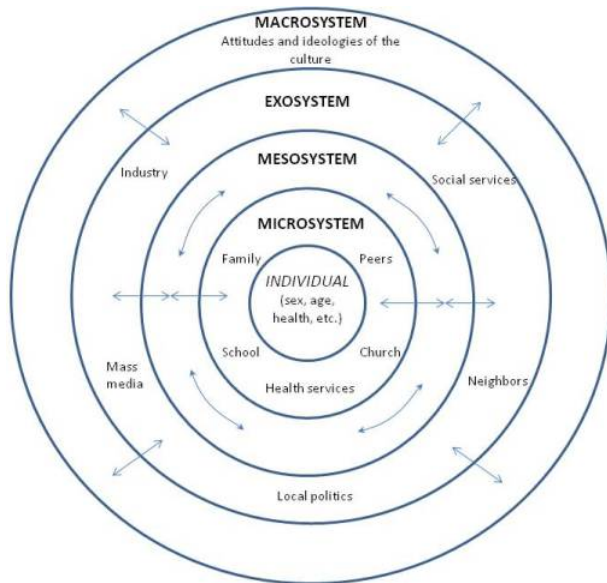 MACROSYSTEM
Attitudes and ideologies of the
culture
EXOSYSTEM
MESOSYSTEM
Industry
Social services
MICROSYSTEM
Family
Peers
INDIVIDUAL
(sex, age,
health, etc.)
School
Church
Mass
media
Health services
Neighbors
Local politics